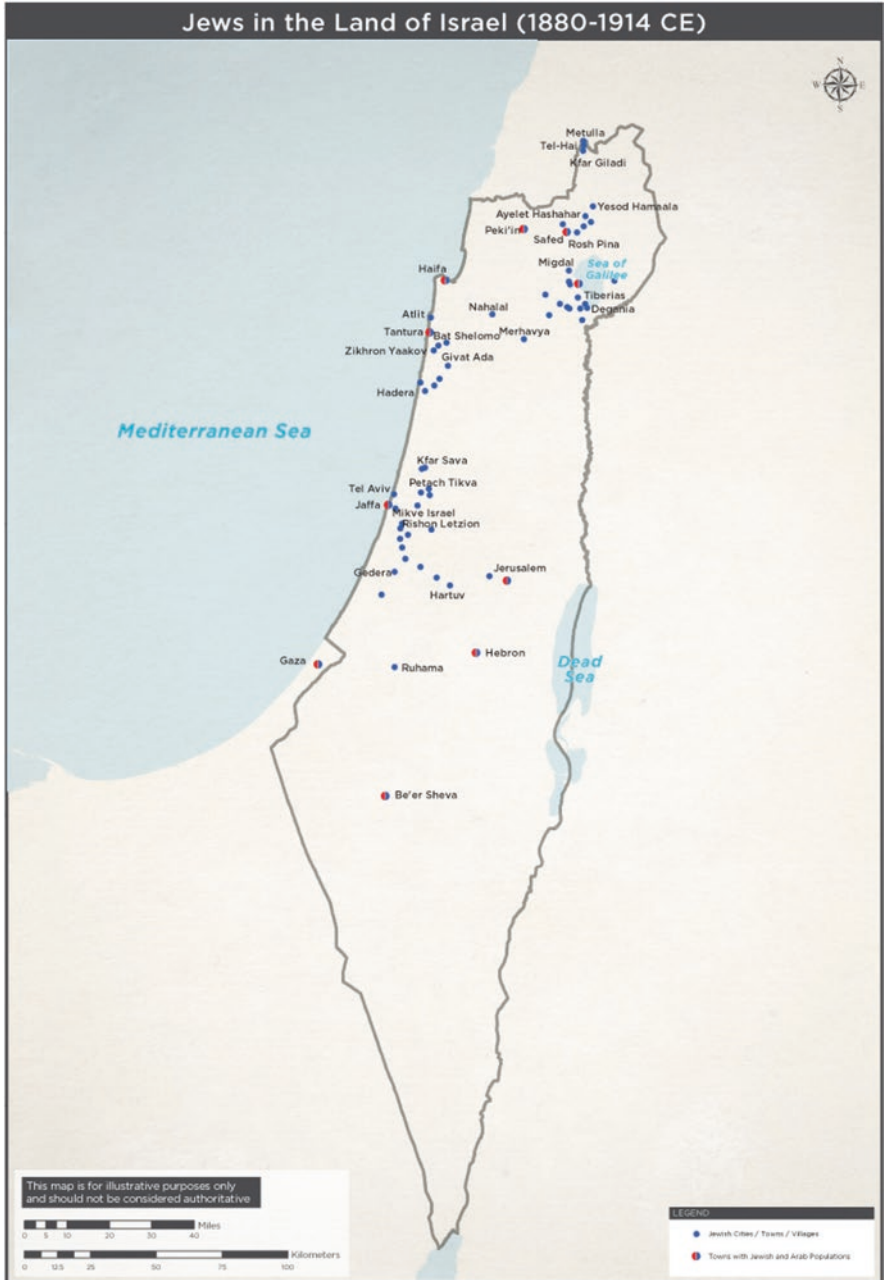 Jews in the Land of Israel (1880-1914 CE)
N
W E
S
Metulla
Tel-Hai
Kfar Giladi
Yesod Hamaala
Ayelet Hashahar
Peki'in
Safed
Rosh Pina
Migdal
Sea of
Galilee
Haifa
Tiberias
Degania
Nahalal
Atlit
Tantura
Bat Shelomo
Merhavya
Zikhron Yaakov
Givat Ada
Hadera
Mediterranean Sea
Kfar Sava
Petach Tikva
Tel Aviv
Jaffa
Mikve Israel
Rishon Letzion
Jerusalem
Gedera
Hartuv
Hebron
Gaza
Ruhama
Dead
Sea
Be'er Sheva
This map is for illustrative purposes only
and should not be considered authoritative
Miles
0 5 10 20 30 40
Kilometers
0 12.5 25 50 75 100
LEGEND
Jewish Cities / Towns / Villages
Towns with Jewish and Arab Populations